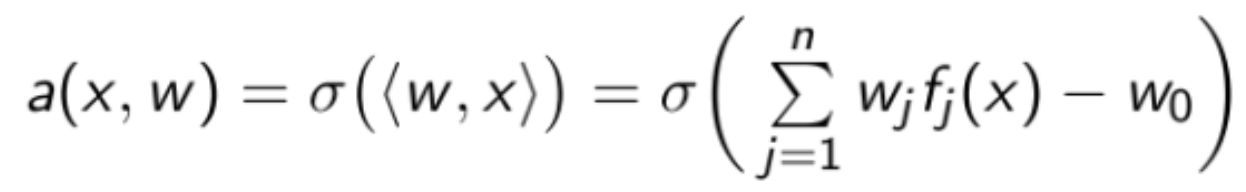 a(x, w) = σ(⟨w, x⟩) = σ( ∑_{j=1}^{n} w_j f_j(x) − w_0 )